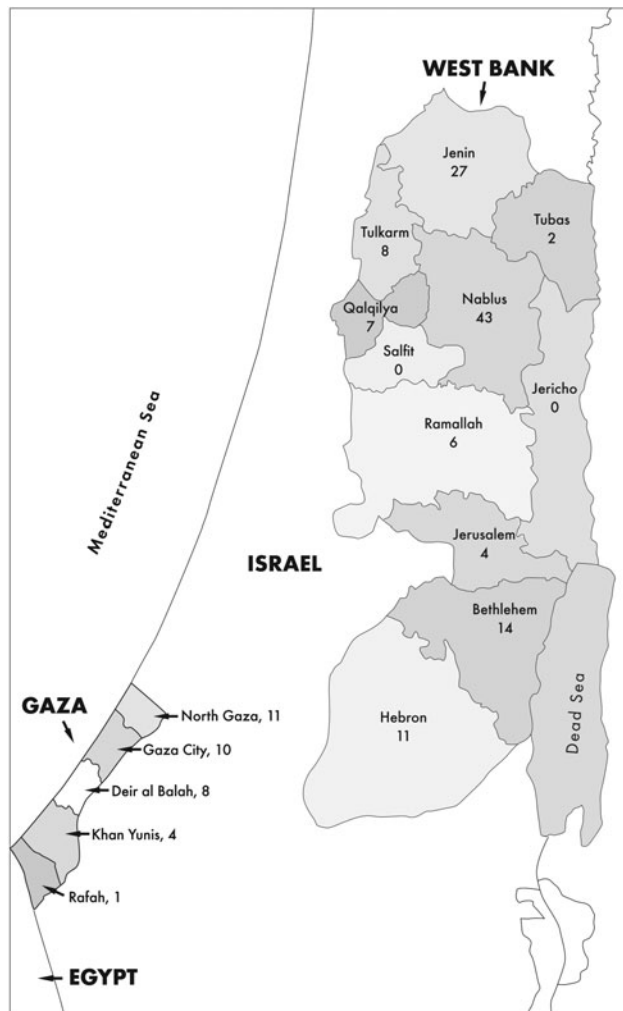 WEST BANK
Jenin
27
Tubas
2
Tulkarm
8
Nablus
43
Qalqilya
7
Salfit
0
Jericho
0
Ramallah
6
Mediterranean Sea
Jerusalem
4
ISRAEL
Bethlehem
14
Dead Sea
Hebron
11
GAZA
North Gaza, 11
Gaza City, 10
Deir al Balah, 8
Khan Yunis, 4
Rafah, 1
EGYPT